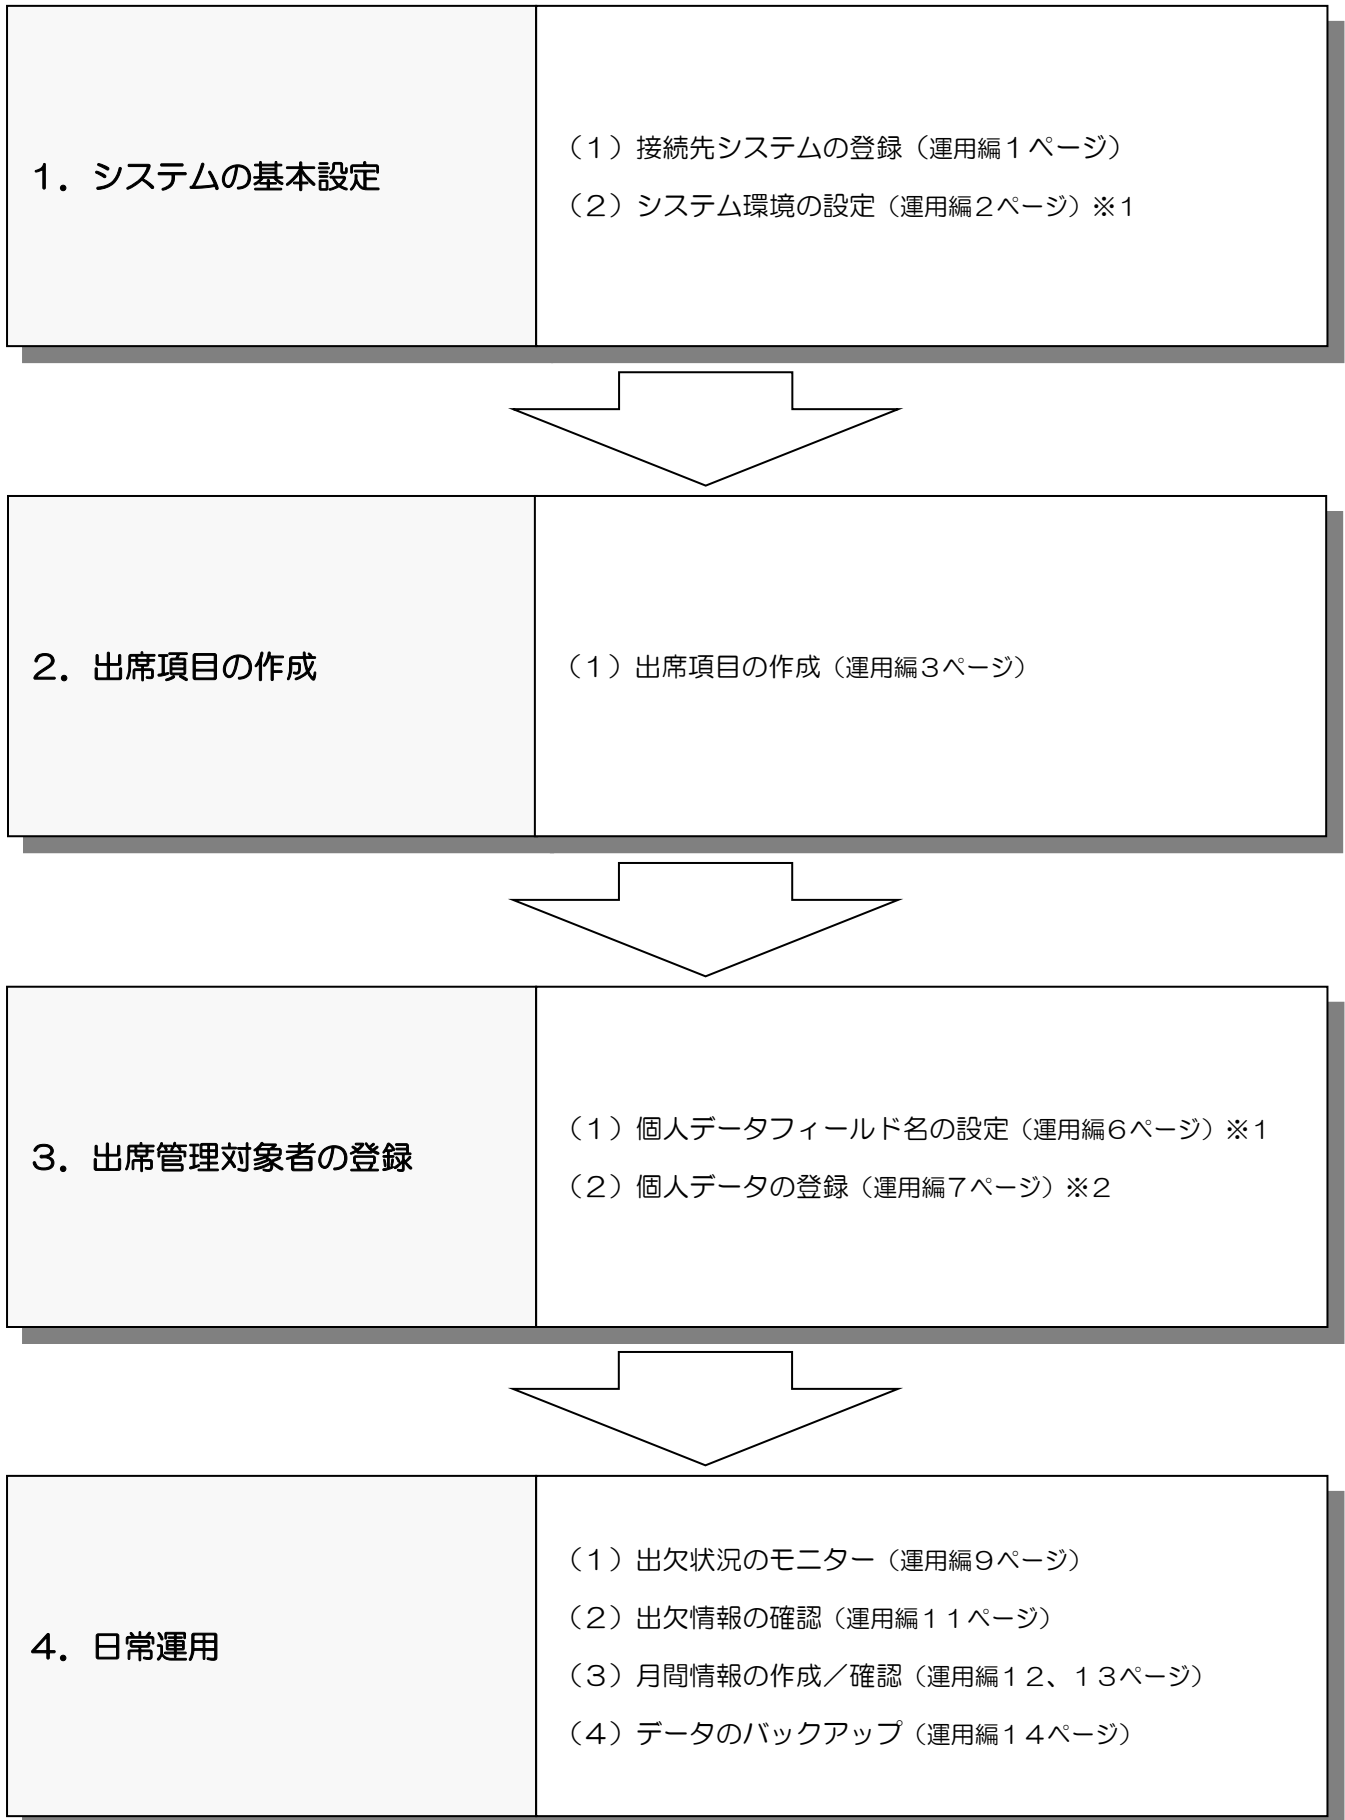 １．システムの基本設定
（１）接続先システムの登録（運用編１ページ）
（２）システム環境の設定（運用編２ページ）※１
２．出席項目の作成
（１）出席項目の作成（運用編３ページ）
３．出席管理対象者の登録
（１）個人データフィールド名の設定（運用編６ページ）※１
（２）個人データの登録（運用編７ページ）※２
４．日常運用
（１）出欠状況のモニター（運用編９ページ）
（２）出欠情報の確認（運用編１１ページ）
（３）月間情報の作成／確認（運用編１２、１３ページ）
（４）データのバックアップ（運用編１４ページ）